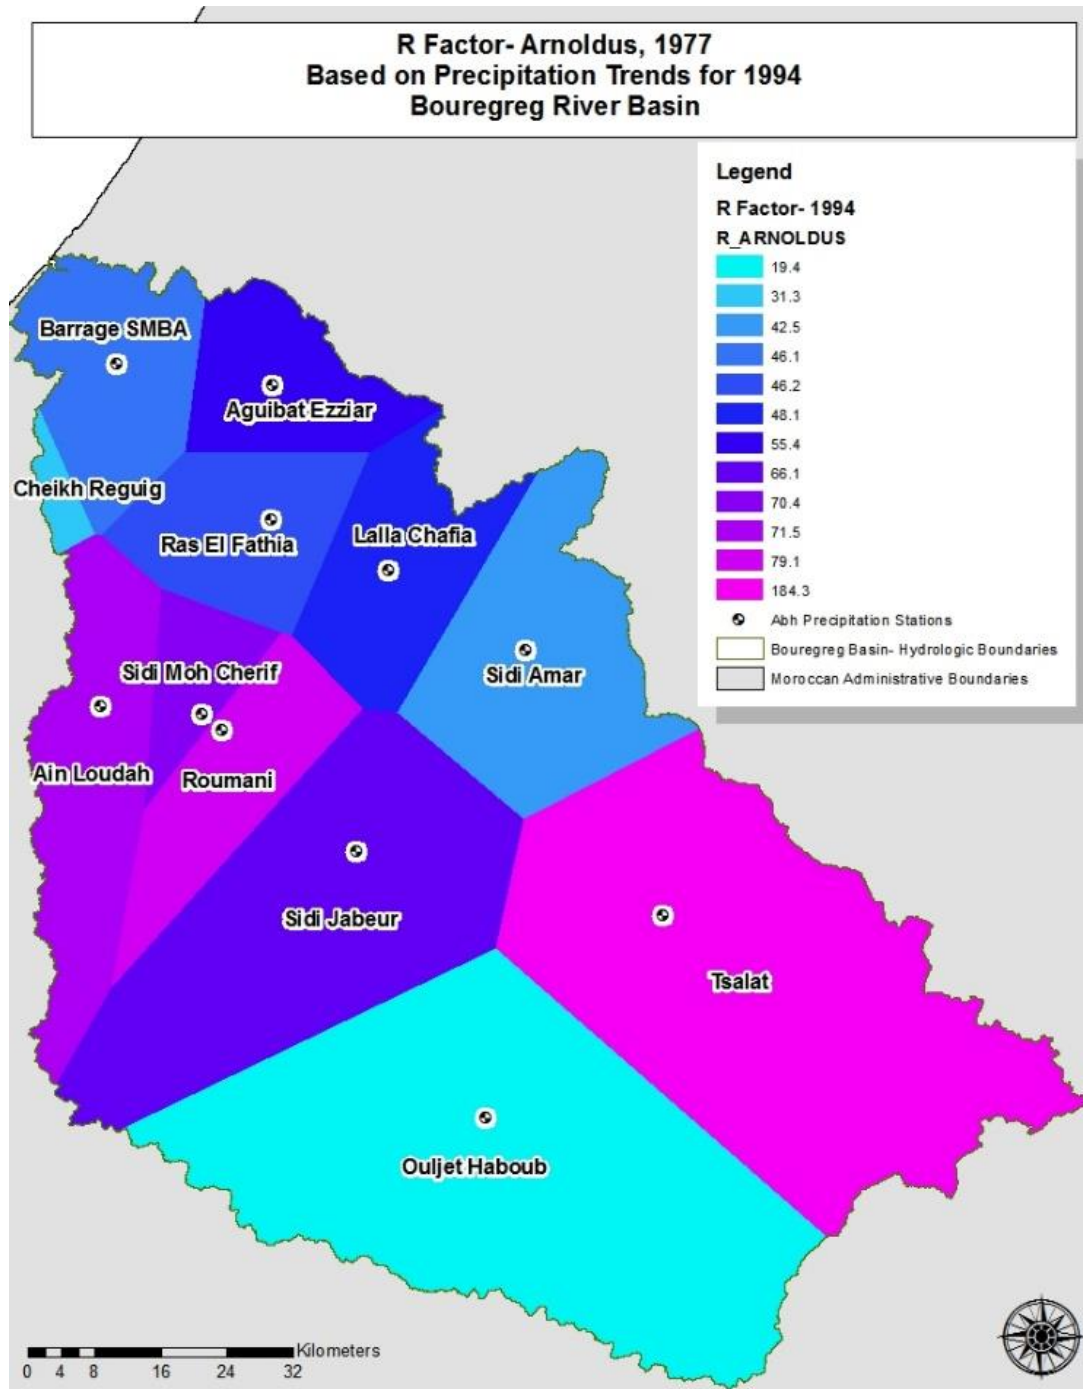 R Factor- Arnoldus, 1977
Based on Precipitation Trends for 1994
Bouregreg River Basin
Legend
R Factor- 1994
R_ARNOLDUS
19.4
31.3
42.5
46.1
46.2
48.1
55.4
66.1
70.4
71.5
79.1
184.3
Abh Precipitation Stations
Bouregreg Basin- Hydrologic Boundaries
Moroccan Administrative Boundaries
Barrage SMBA
Aguibat Ezziar
Cheikh Reguig
Ras El Fathia
Lalla Chafia
Sidi Moh Cherif
Sidi Amar
Ain Loudah
Roumani
Sidi Jabeur
Tsalat
Ouljet Haboub
Kilometers
0 4 8 16 24 32